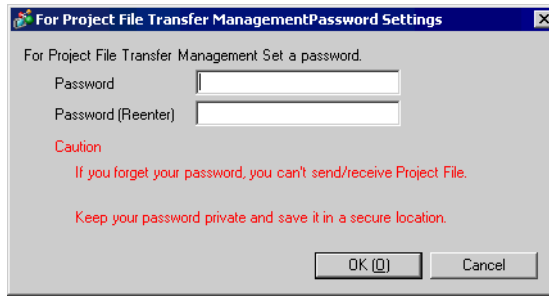 For Project File Transfer ManagementPassword Settings
For Project File Transfer Management Set a password.
Password
Password (Reenter)
Caution
If you forget your password, you can't send/receive Project File.
Keep your password private and save it in a secure location.
OK (O) Cancel